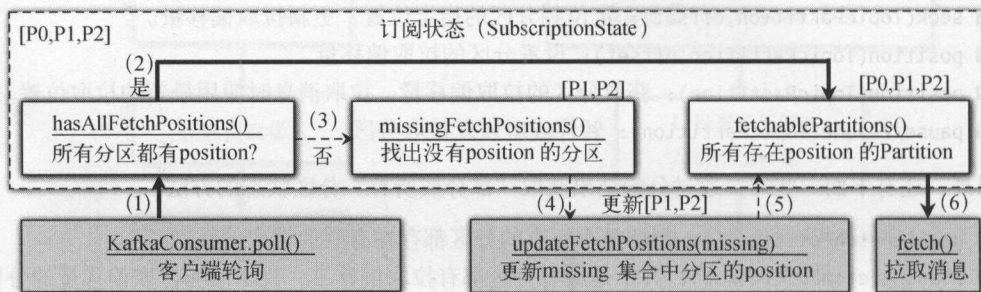 [P0,P1,P2]
订阅状态（SubscriptionState）
(2)
是
[P1,P2]
[P0,P1,P2]
hasAllFetchPositions()
所有分区都有position?
(3)
否
missingFetchPositions()
找出没有position 的分区
fetchablePartitions()
所有存在position 的Partition
(1)
(4)
更新[P1,P2]
(5)
(6)
KafkaConsumer.poll()
客户端轮询
updateFetchPositions(missing)
更新missing 集合中分区的position
fetch()
拉取消息